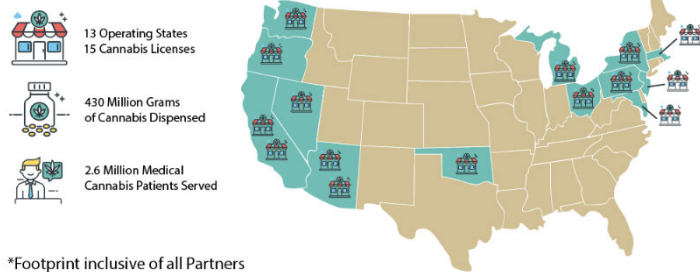 13 Operating States
15 Cannabis Licenses
430 Million Grams
of Cannabis Dispensed
2.6 Million Medical
Cannabis Patients Served
*Footprint inclusive of all Partners